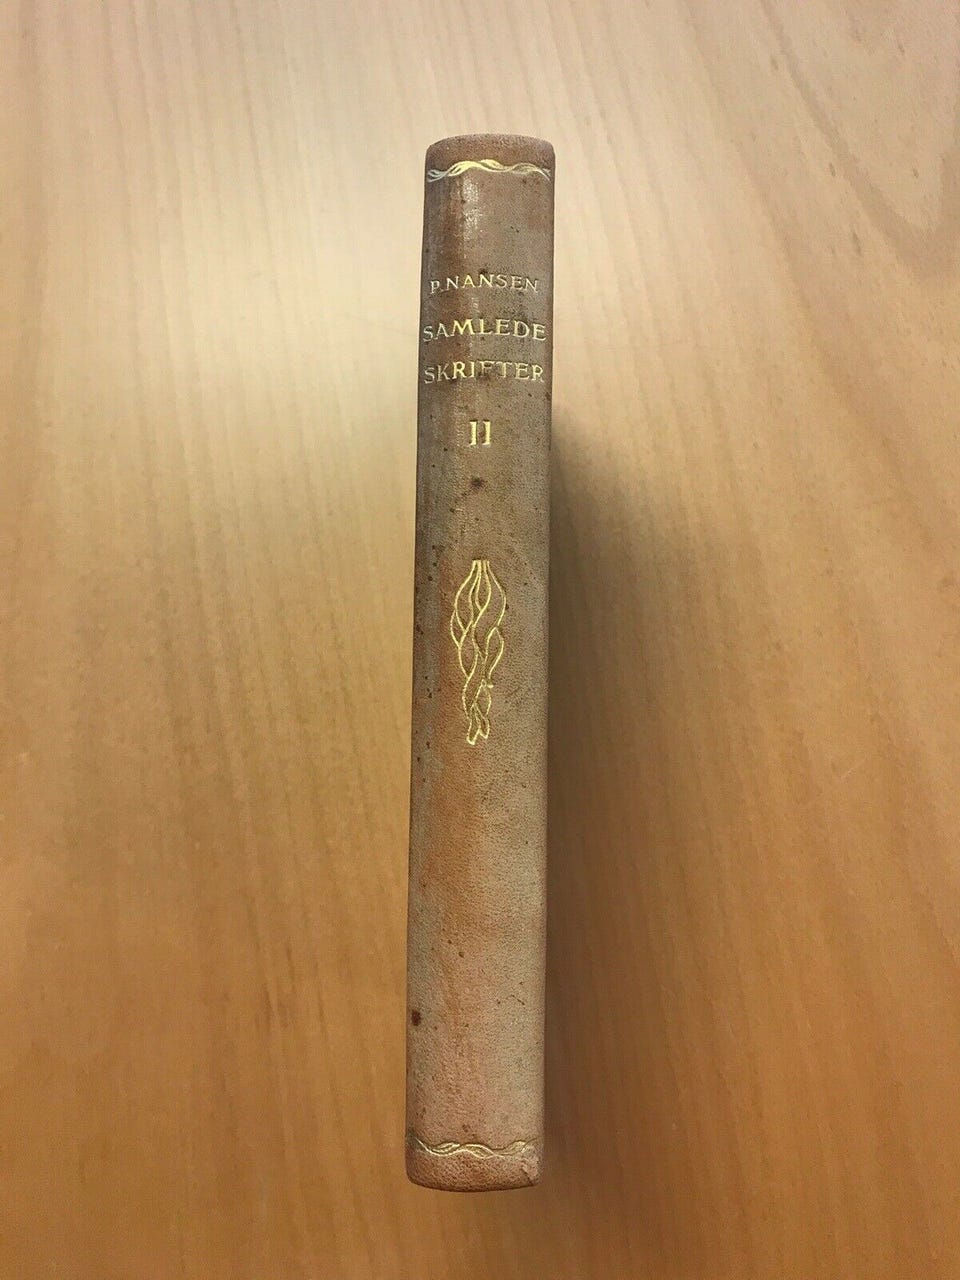 P. NANSEN
SAMLEDE
SKRIFTER
II